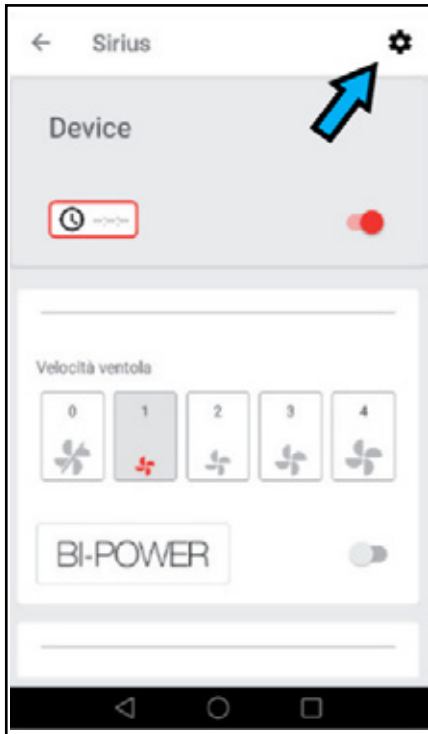 Sirius
Device
--:--
Velocità ventola
0 1 2 3 4
BI-POWER